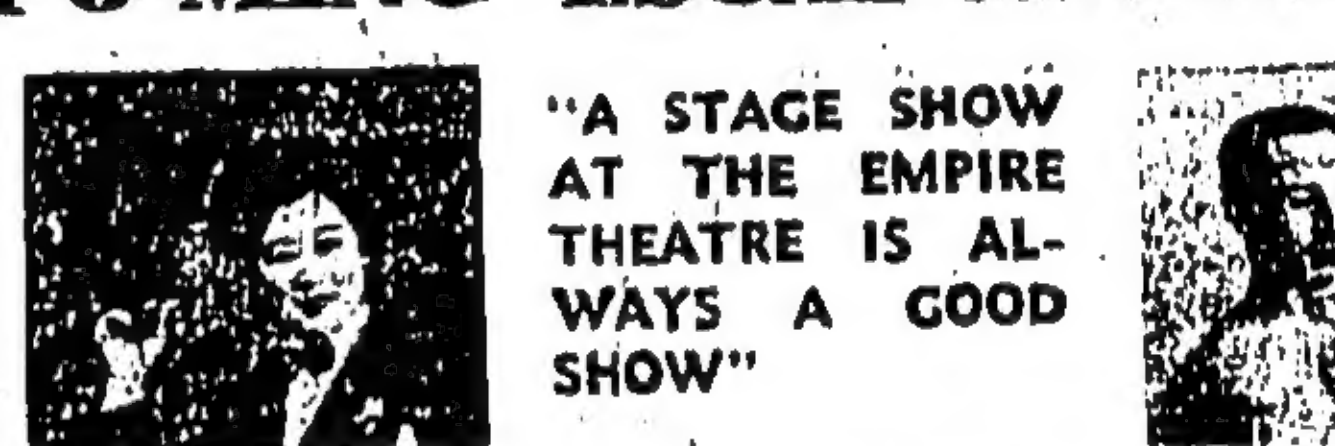 "A STAGE SHOW
AT THE EMPIRE
THEATRE IS AL-
WAYS A GOOD
SHOW"